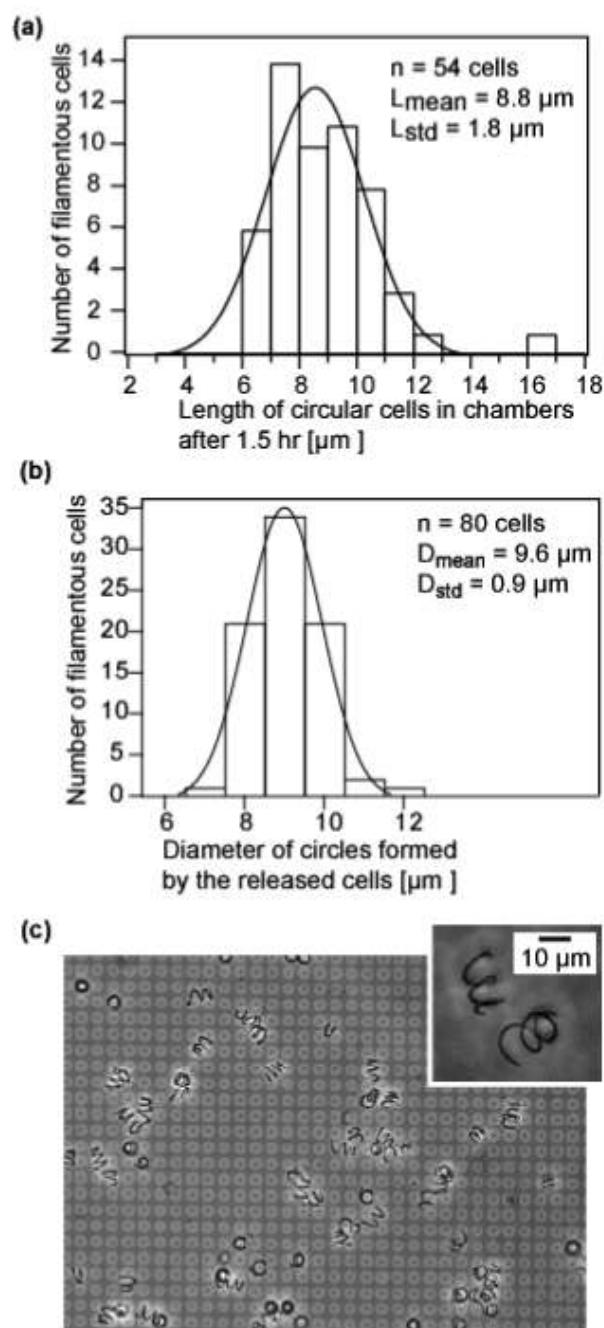 (a)
14
12
10
8
6
4
2
0
Number of filamentous cells
n = 54 cells
Lmean = 8.8 µm
Lstd = 1.8 µm
2 4 6 8 10 12 14 16 18
Length of circular cells in chambers
after 1.5 hr [µm ]
(b)
35
30
25
20
15
10
5
0
Number of filamentous cells
n = 80 cells
Dmean = 9.6 µm
Dstd = 0.9 µm
6 8 10 12
Diameter of circles formed
by the released cells [µm ]
(c)
10 µm